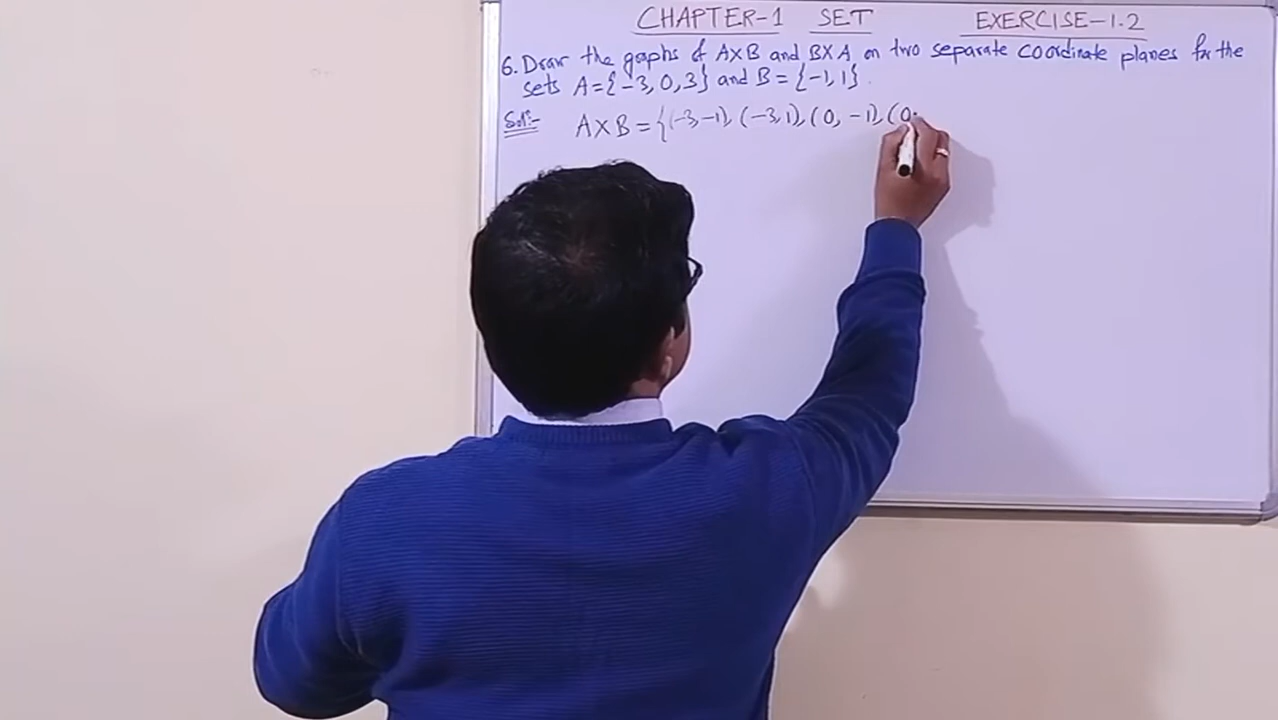 CHAPTER-1 SET EXERCISE-1.2
6. Draw the graphs of A×B and B×A on two separate coordinate planes for the
sets A={-3, 0, 3} and B = {-1, 1}.
Solⁿ:- A×B = {(-3,-1), (-3,1), (0, -1), (0,